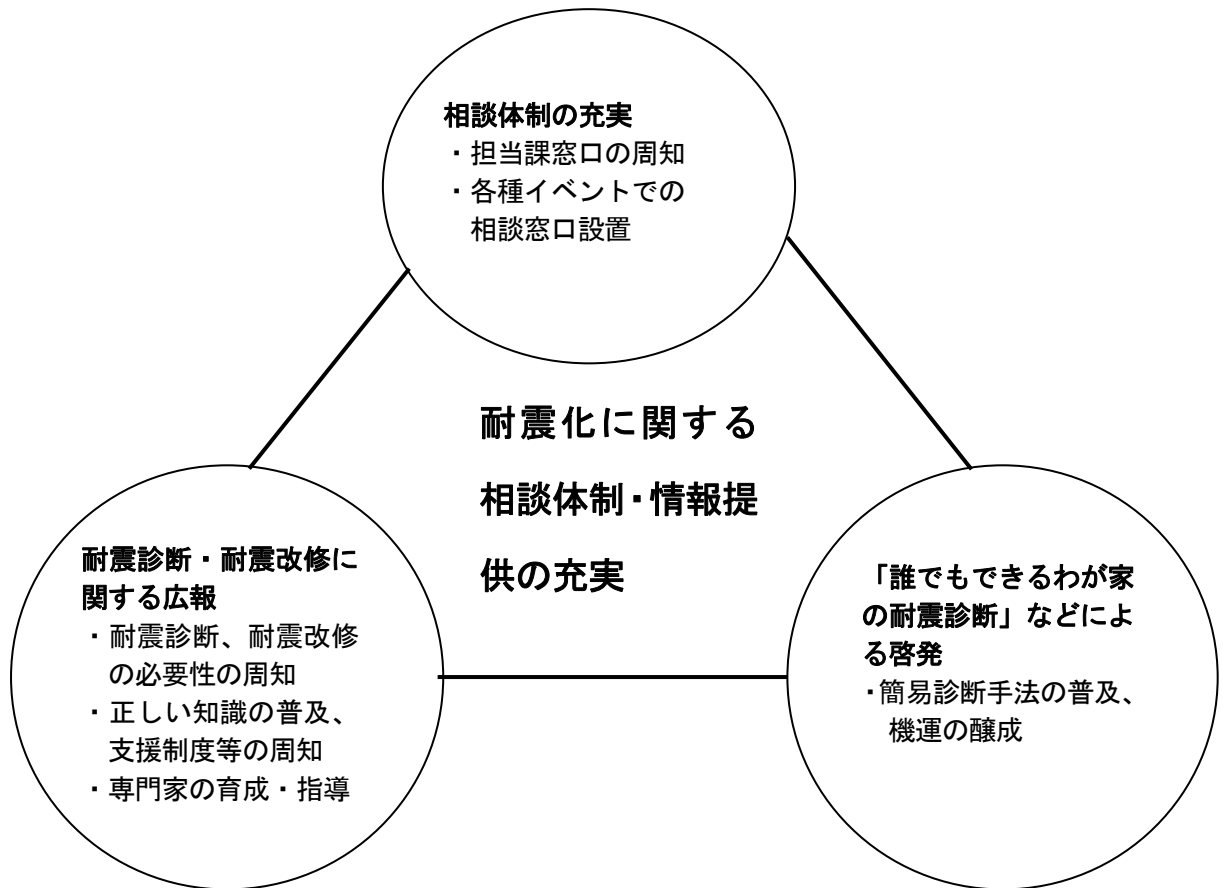 相談体制の充実
・担当課窓口の周知
・各種イベントでの
相談窓口設置
耐震化に関する
相談体制・情報提
供の充実
耐震診断・耐震改修に
関する広報
・耐震診断、耐震改修
の必要性の周知
・正しい知識の普及、
支援制度等の周知
・専門家の育成・指導
「誰でもできるわが家
の耐震診断」などによ
る啓発
・簡易診断手法の普及、
機運の醸成